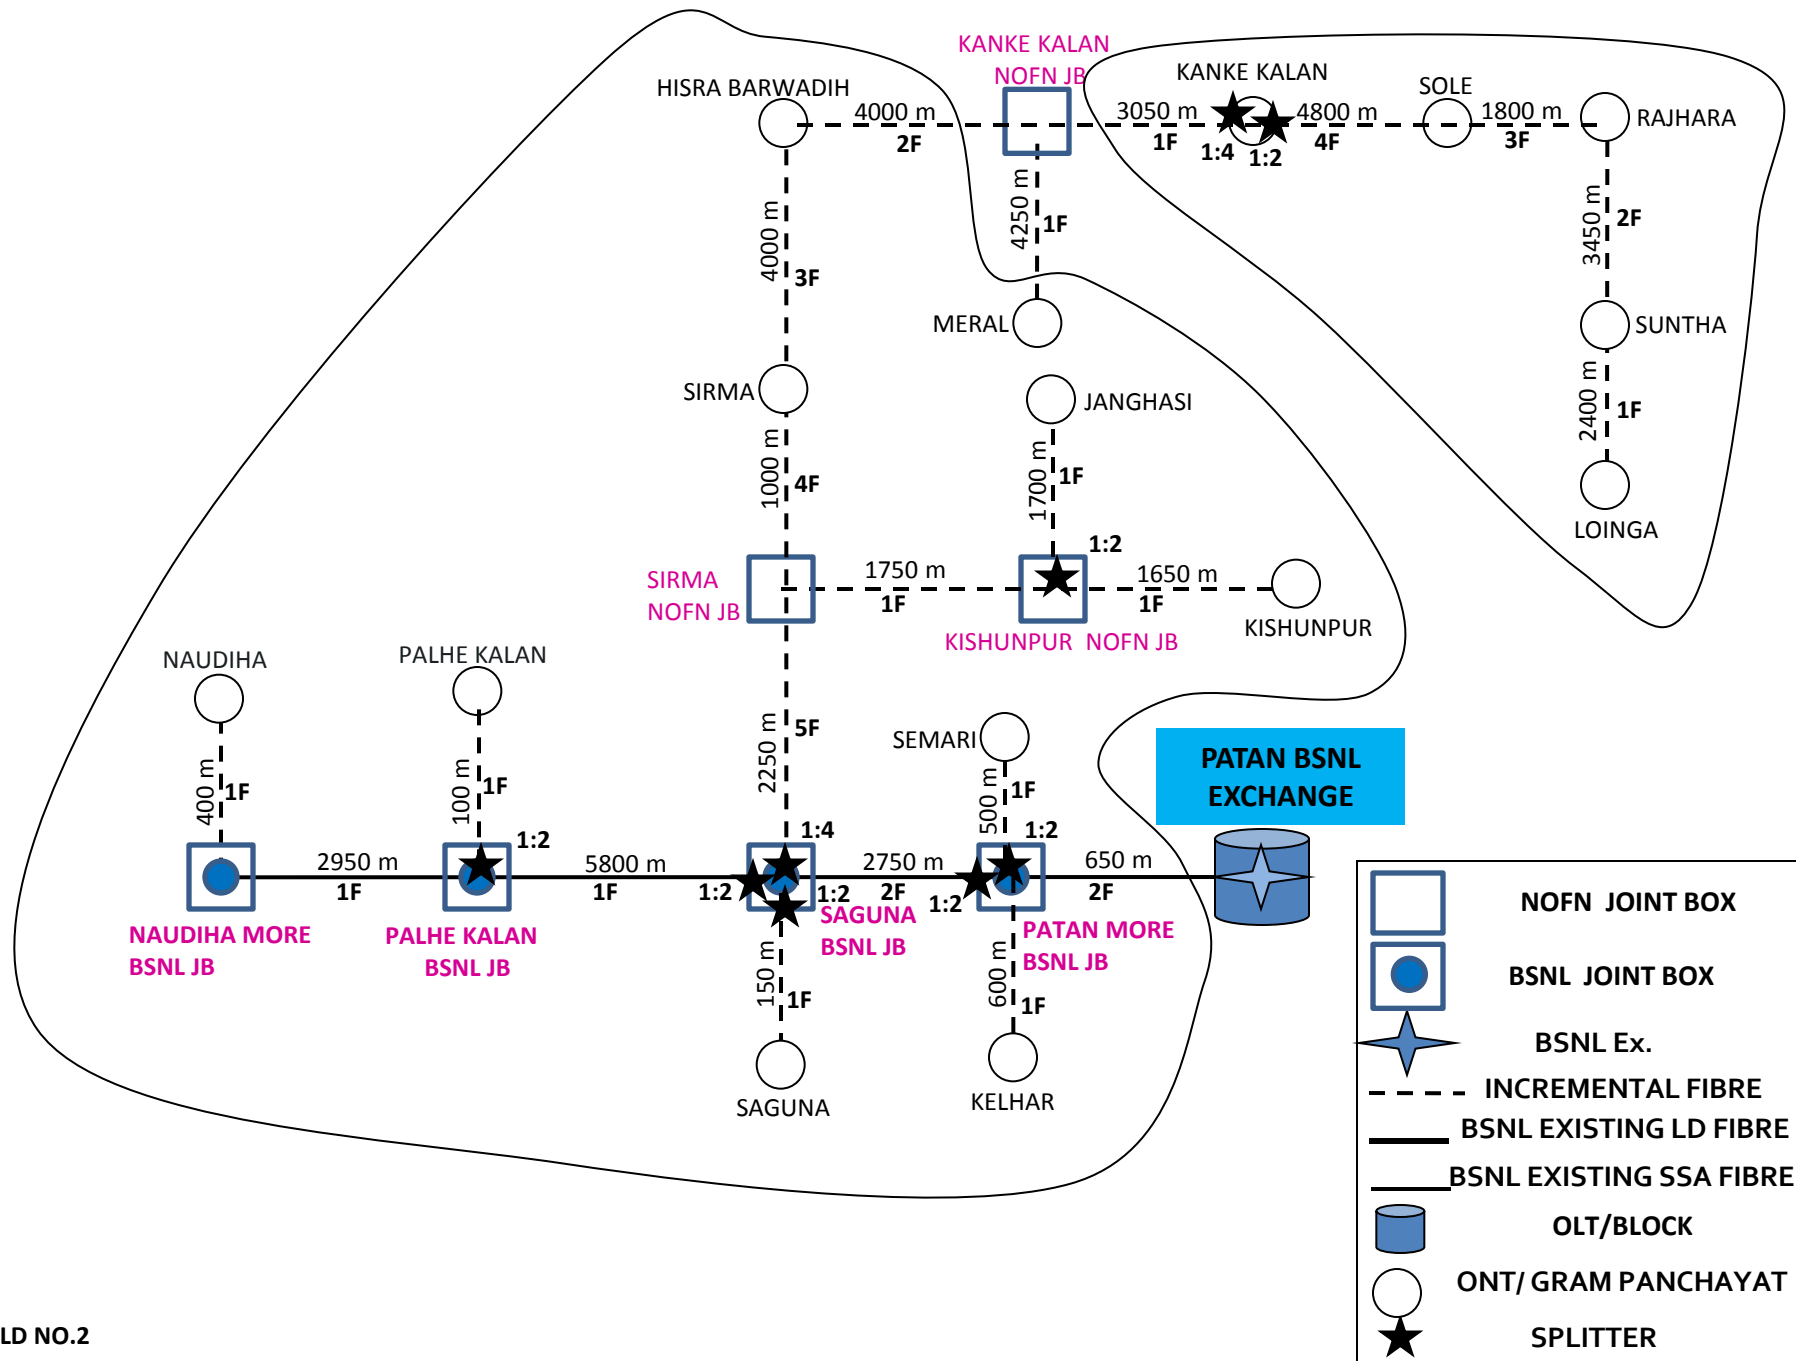 KANKE KALAN
NOFN JB
KANKE KALAN
SOLE
HISRA BARWADIH
4000 m
2F
3050 m
1F
1:4
1:2
4800 m
4F
1800 m
3F
RAJHARA
4000 m
3F
4250 m
1F
3450 m
2F
MERAL
SUNTHA
SIRMA
JANGHASI
2400 m
1F
1000 m
4F
1700 m
1F
LOINGA
1:2
SIRMA
NOFN JB
1750 m
1F
1650 m
1F
KISHUNPUR NOFN JB
KISHUNPUR
NAUDIHA
PALHE KALAN
2250 m
5F
SEMARI
PATAN BSNL
EXCHANGE
400 m
1F
100 m
1F
500 m
1F
1:2
1:4
1:2
2950 m
1F
5800 m
1F
1:2
1:2
2750 m
2F
1:2
650 m
2F
NAUDIHA MORE
BSNL JB
PALHE KALAN
BSNL JB
SAGUNA
BSNL JB
PATAN MORE
BSNL JB
150 m
1F
600 m
1F
SAGUNA
KELHAR
NOFN JOINT BOX
BSNL JOINT BOX
BSNL Ex.
INCREMENTAL FIBRE
BSNL EXISTING LD FIBRE
BSNL EXISTING SSA FIBRE
OLT/BLOCK
ONT/ GRAM PANCHAYAT
SPLITTER
LD NO.2